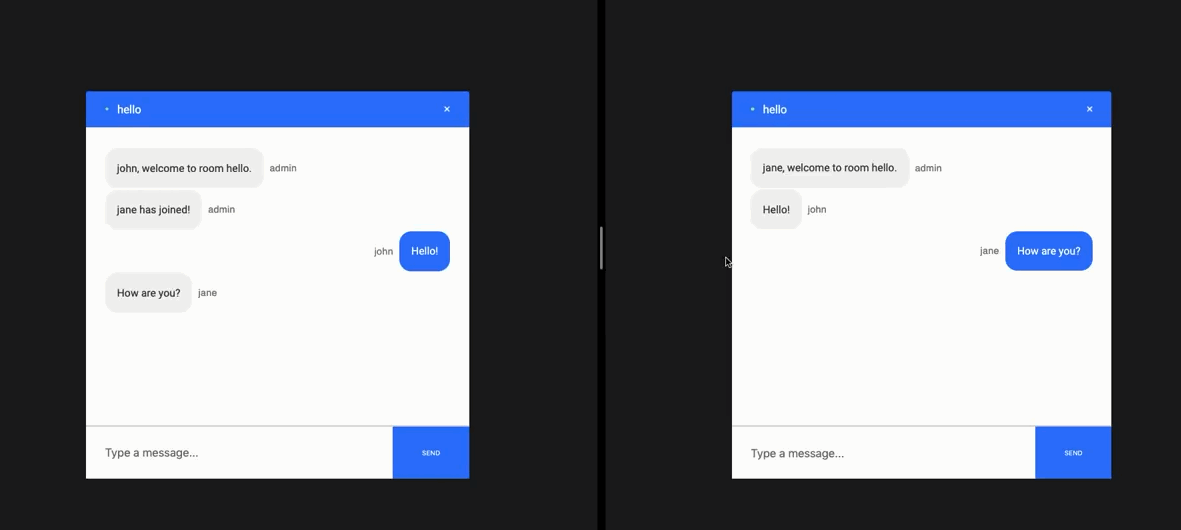 hello ×
john, welcome to room hello. admin
jane has joined! admin
john Hello!
How are you? jane
Type a message... SEND
hello ×
jane, welcome to room hello. admin
Hello! john
jane How are you?
Type a message... SEND